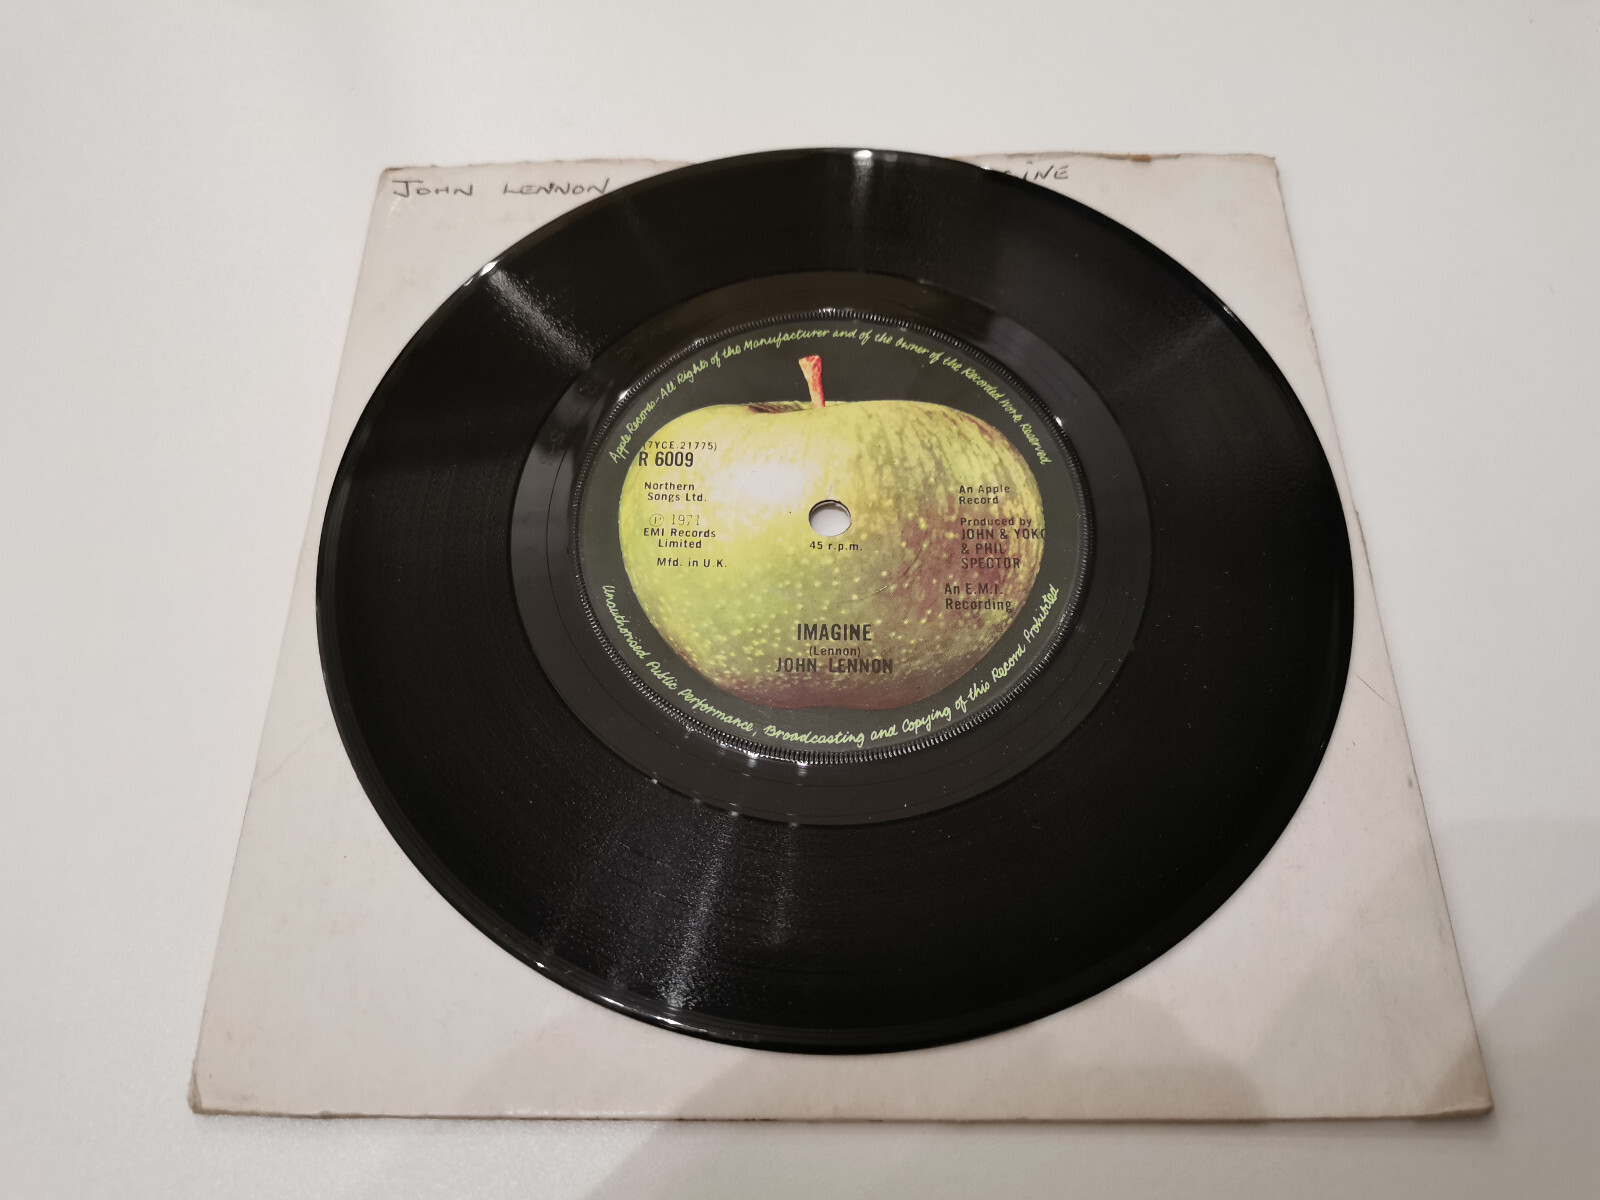 JOHN LENNON
Apple Records-All Rights of the Manufacturer and of the Owner of the Recorded Work Reserved
(7YCE.21775)
R 6009
Northern
Songs Ltd.
Ⓟ 1971
EMI Records
Limited
Mfd. in U.K.
45 r.p.m.
An Apple
Record
Produced by
JOHN & YOKO
& PHIL
SPECTOR
An E.M.I.
Recording
IMAGINE
(Lennon)
JOHN LENNON
Unauthorised Public Performance, Broadcasting and Copying of this Record Prohibited